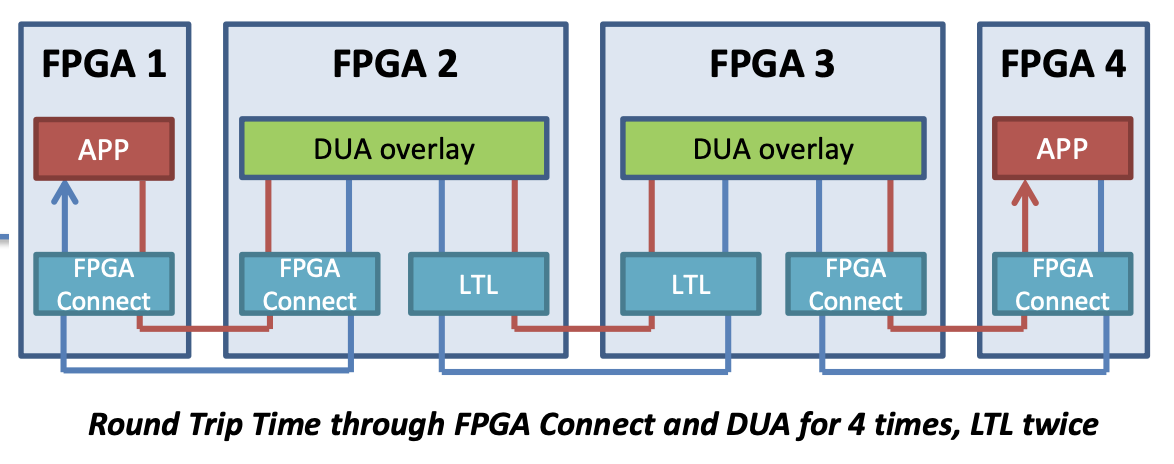 FPGA 1
FPGA 2
FPGA 3
FPGA 4
APP
DUA overlay
DUA overlay
APP
FPGA
Connect
FPGA
Connect
LTL
LTL
FPGA
Connect
FPGA
Connect
Round Trip Time through FPGA Connect and DUA for 4 times, LTL twice